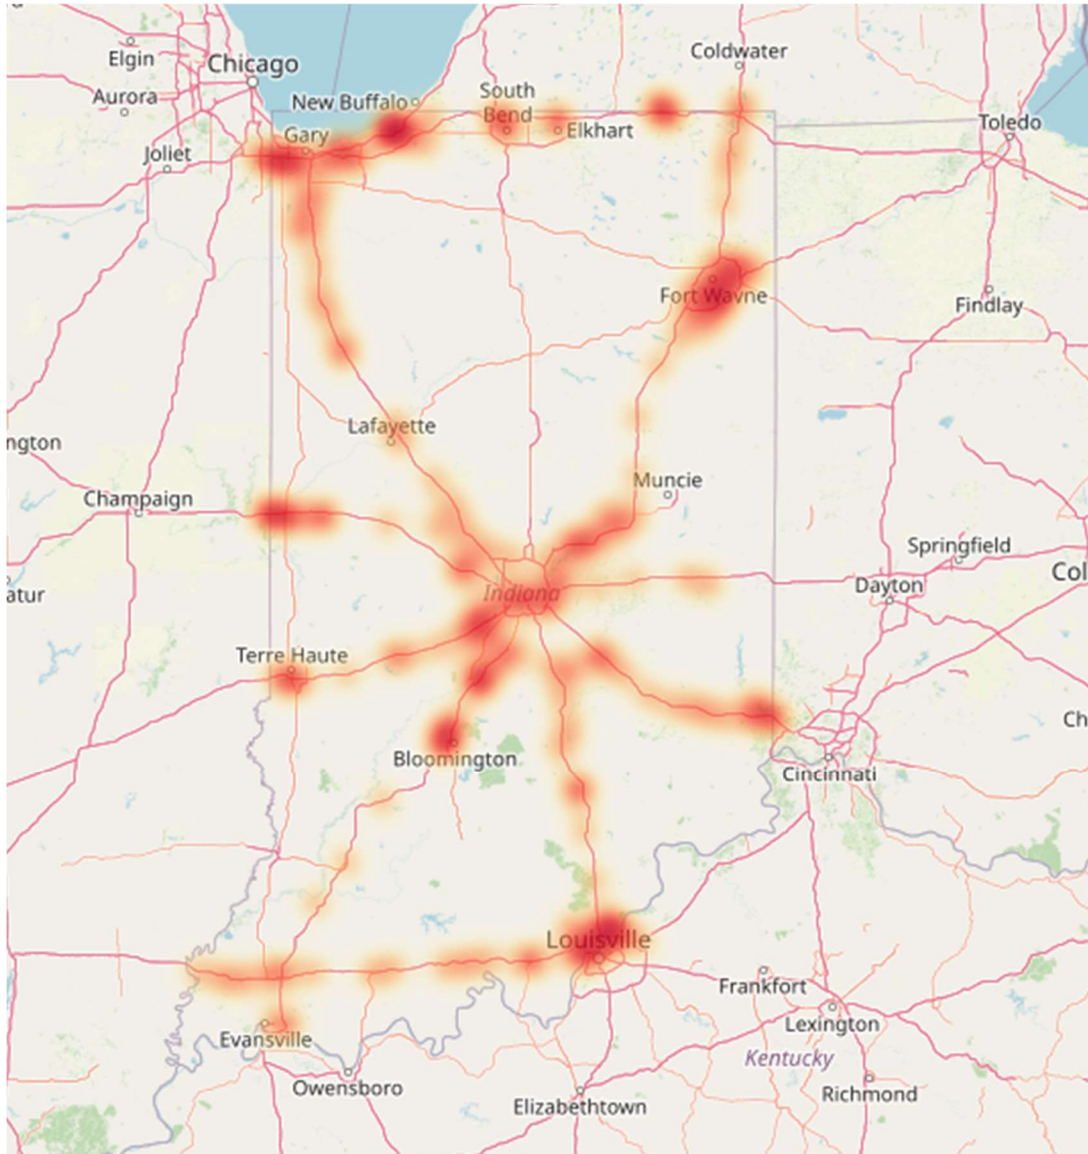 Coldwater
Elgin
Chicago
Aurora
New Buffalo
South
Bend
Toledo
Gary
Elkhart
Joliet
Fort Wayne
Findlay
Lafayette
ngton
Muncie
Champaign
Springfield
Col
Indiana
Dayton
atur
Terre Haute
Ch
Bloomington
Cincinnati
Louisville
Frankfort
Lexington
Evansville
Kentucky
Owensboro
Richmond
Elizabethtown